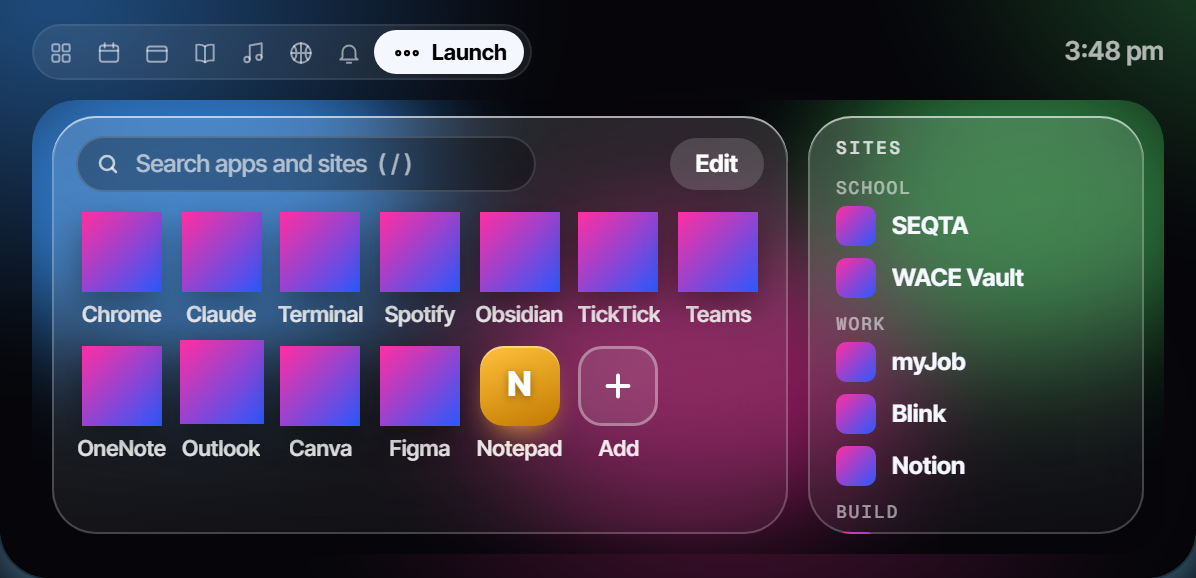 Launch
3:48 pm
Search apps and sites (/)
Edit
Chrome
Claude
Terminal
Spotify
Obsidian
TickTick
Teams
OneNote
Outlook
Canva
Figma
N
Notepad
Add
SITES
SCHOOL
SEQTA
WACE Vault
WORK
myJob
Blink
Notion
BUILD